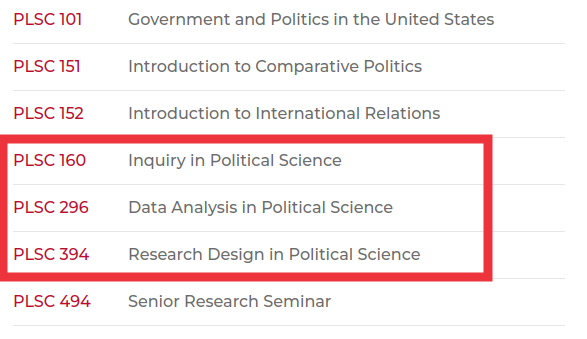 PLSC 101 Government and Politics in the United States
PLSC 151 Introduction to Comparative Politics
PLSC 152 Introduction to International Relations
PLSC 160 Inquiry in Political Science
PLSC 296 Data Analysis in Political Science
PLSC 394 Research Design in Political Science
PLSC 494 Senior Research Seminar